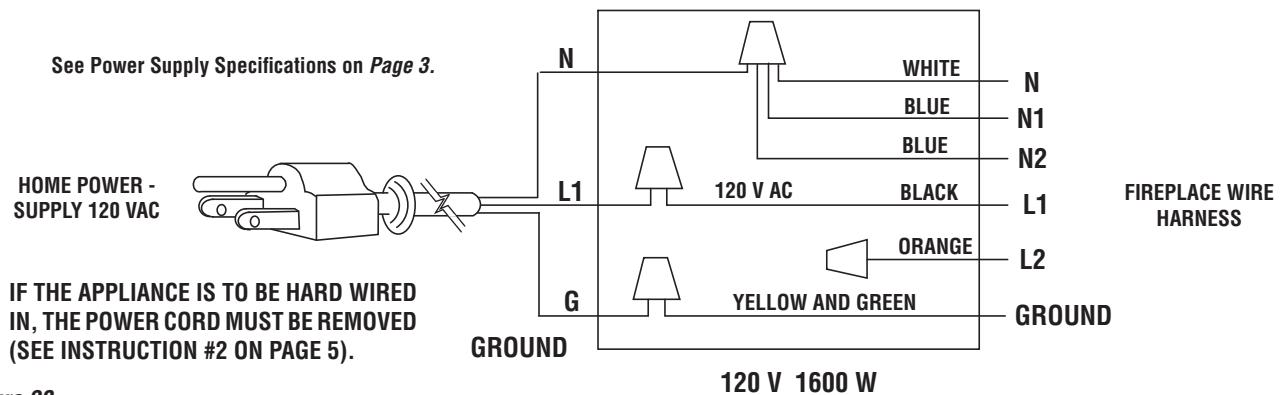 See Power Supply Specifications on Page 3.
N
WHITE
N
BLUE
N1
BLUE
N2
HOME POWER -
SUPPLY 120 VAC
L1
120 V AC
BLACK
L1
FIREPLACE WIRE
HARNESS
ORANGE
L2
IF THE APPLIANCE IS TO BE HARD WIRED
IN, THE POWER CORD MUST BE REMOVED
(SEE INSTRUCTION #2 ON PAGE 5).
G
YELLOW AND GREEN
GROUND
GROUND
120 V 1600 W